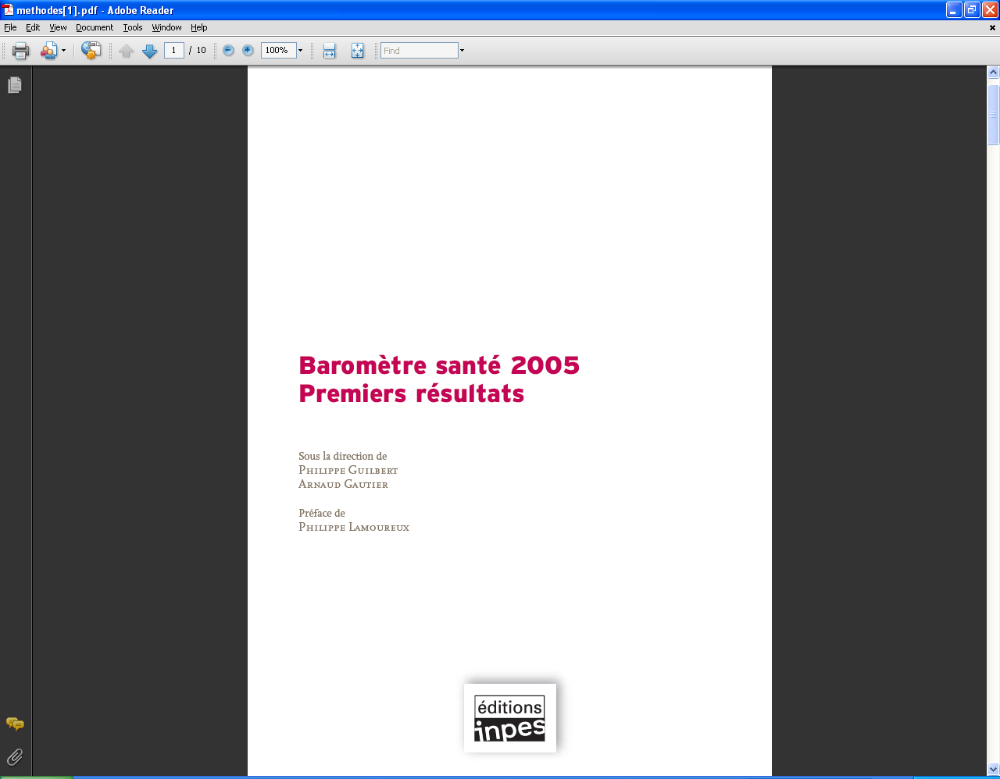 methodes[1].pdf - Adobe Reader
File Edit View Document Tools Window Help
1 / 10 100% Find
Baromètre santé 2005
Premiers résultats
Sous la direction de
Philippe Guilbert
Arnaud Gautier
Préface de
Philippe Lamoureux
éditions
inpes